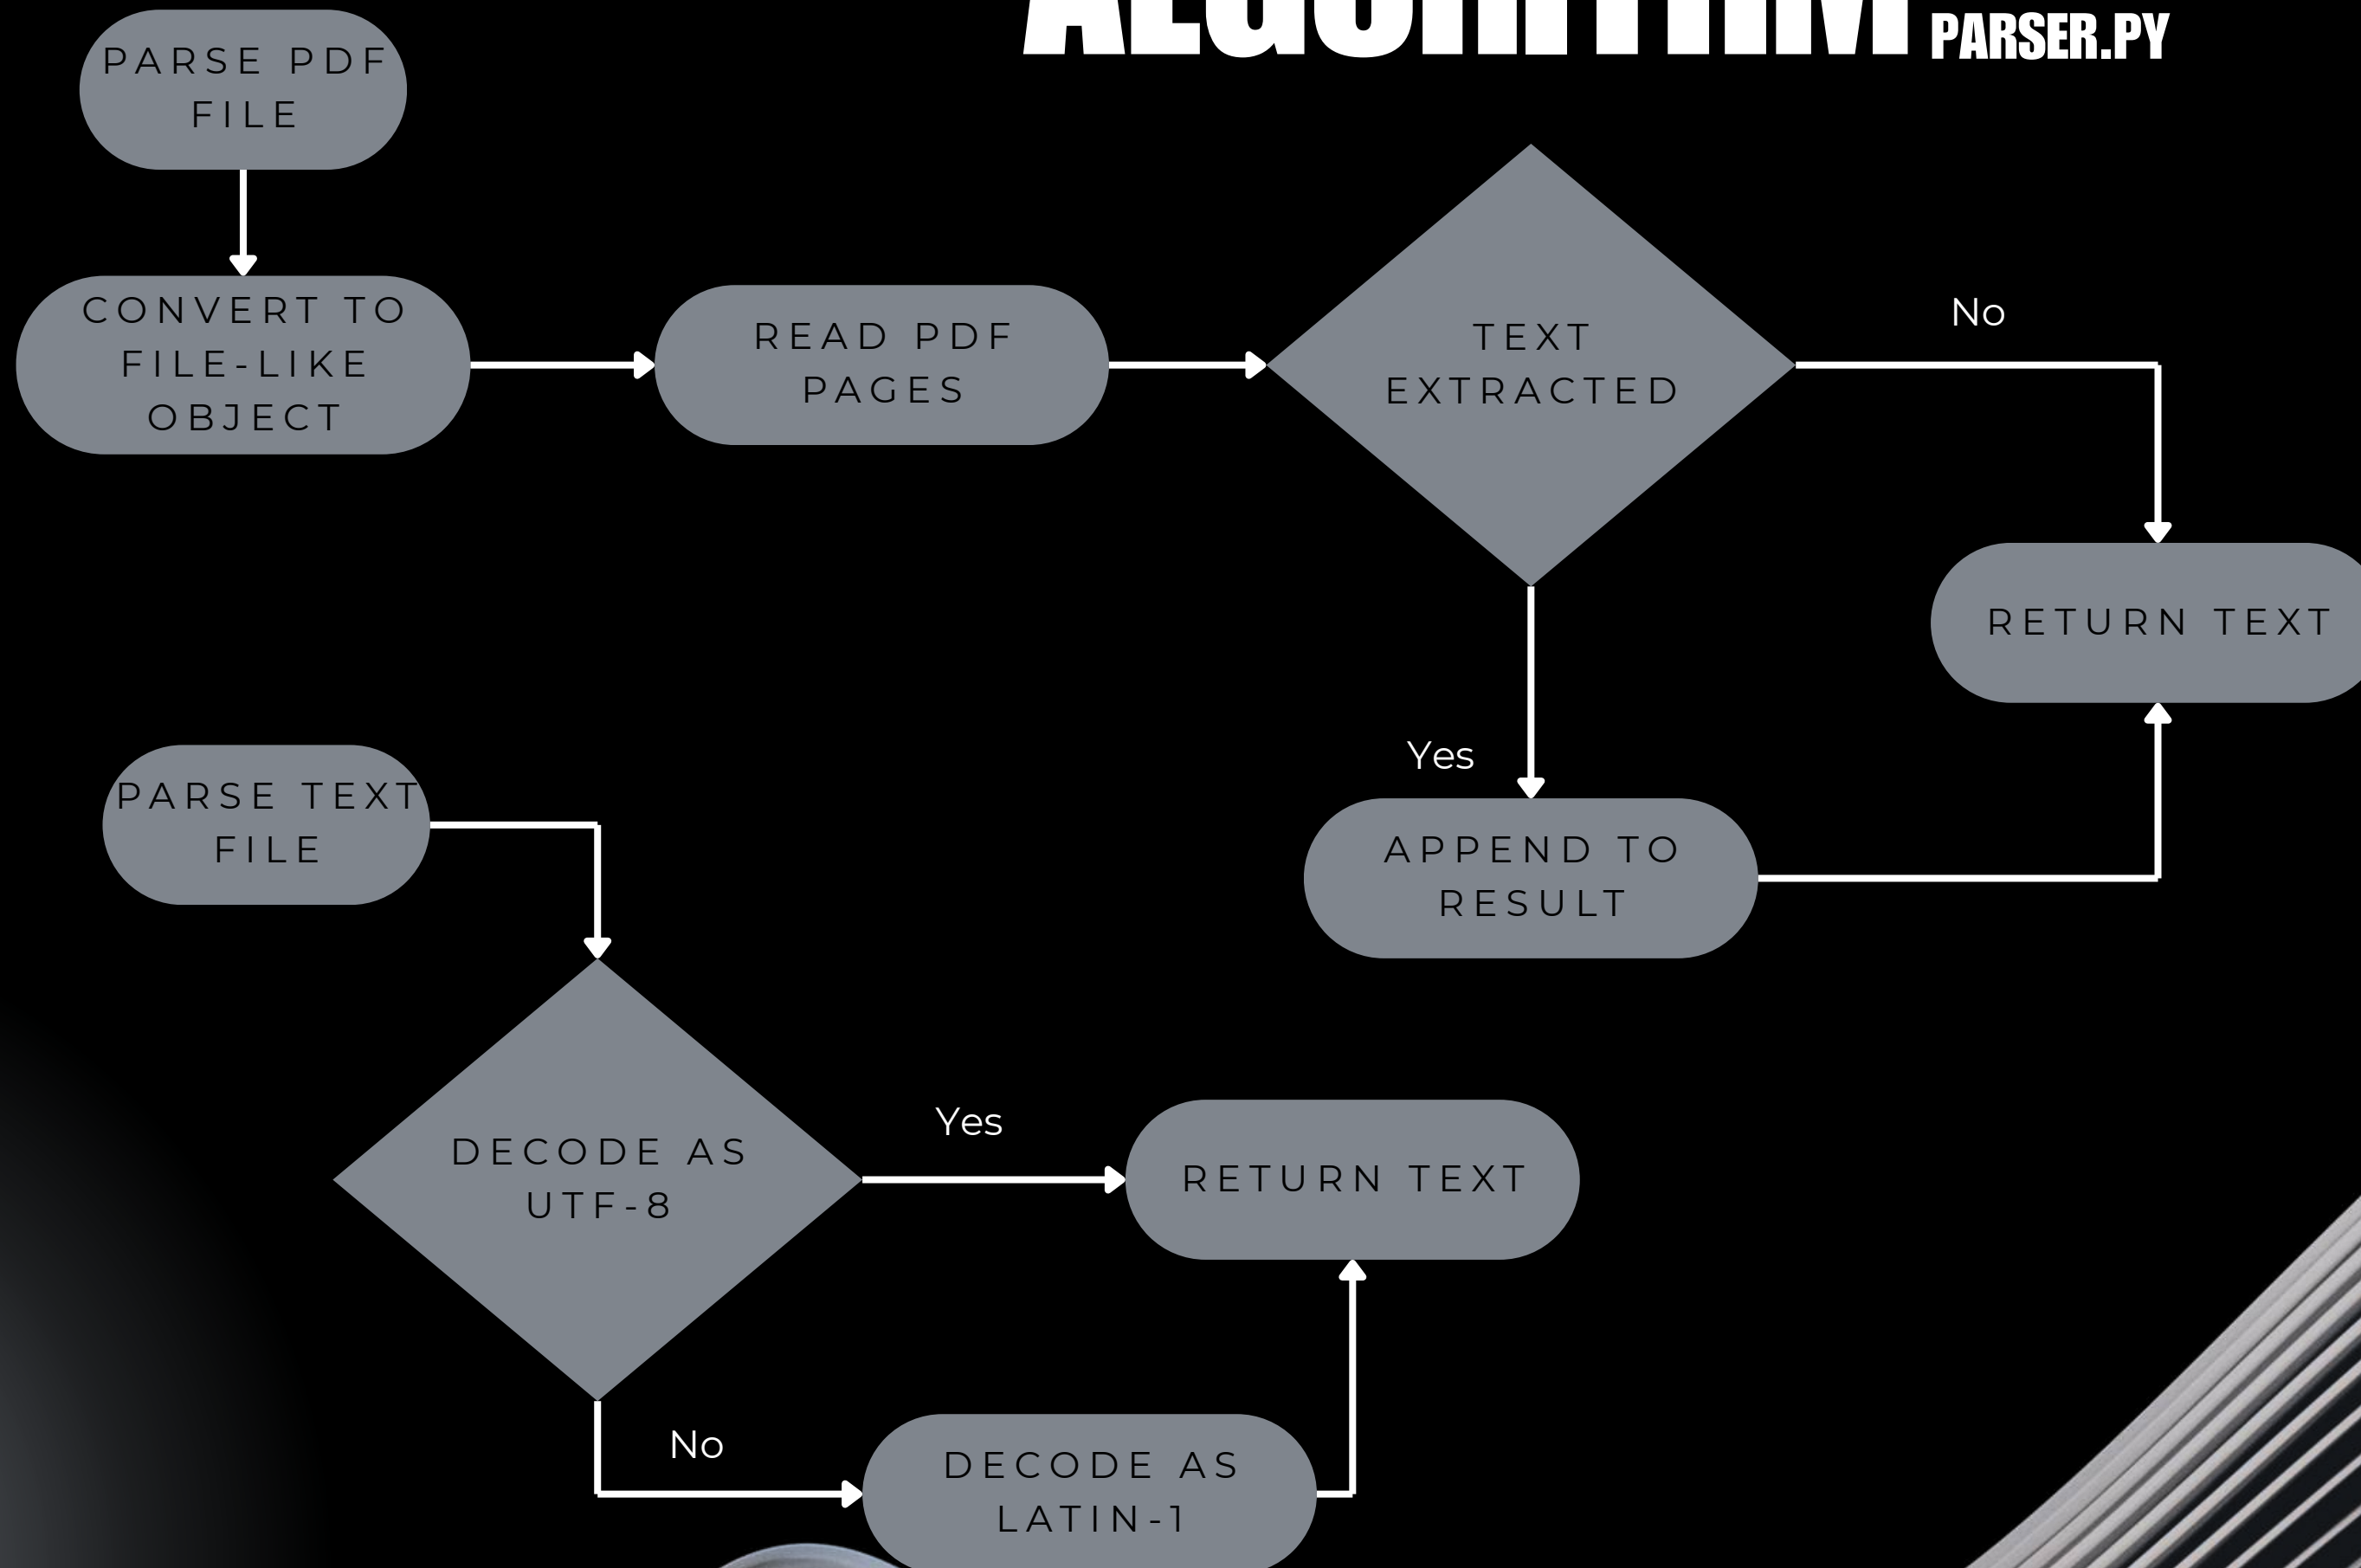 ALGORITHM PARSER.PY
PARSE PDF
FILE
CONVERT TO
FILE-LIKE
OBJECT
READ PDF
PAGES
TEXT
EXTRACTED
No
RETURN TEXT
Yes
APPEND TO
RESULT
PARSE TEXT
FILE
DECODE AS
UTF-8
Yes
RETURN TEXT
No
DECODE AS
LATIN-1